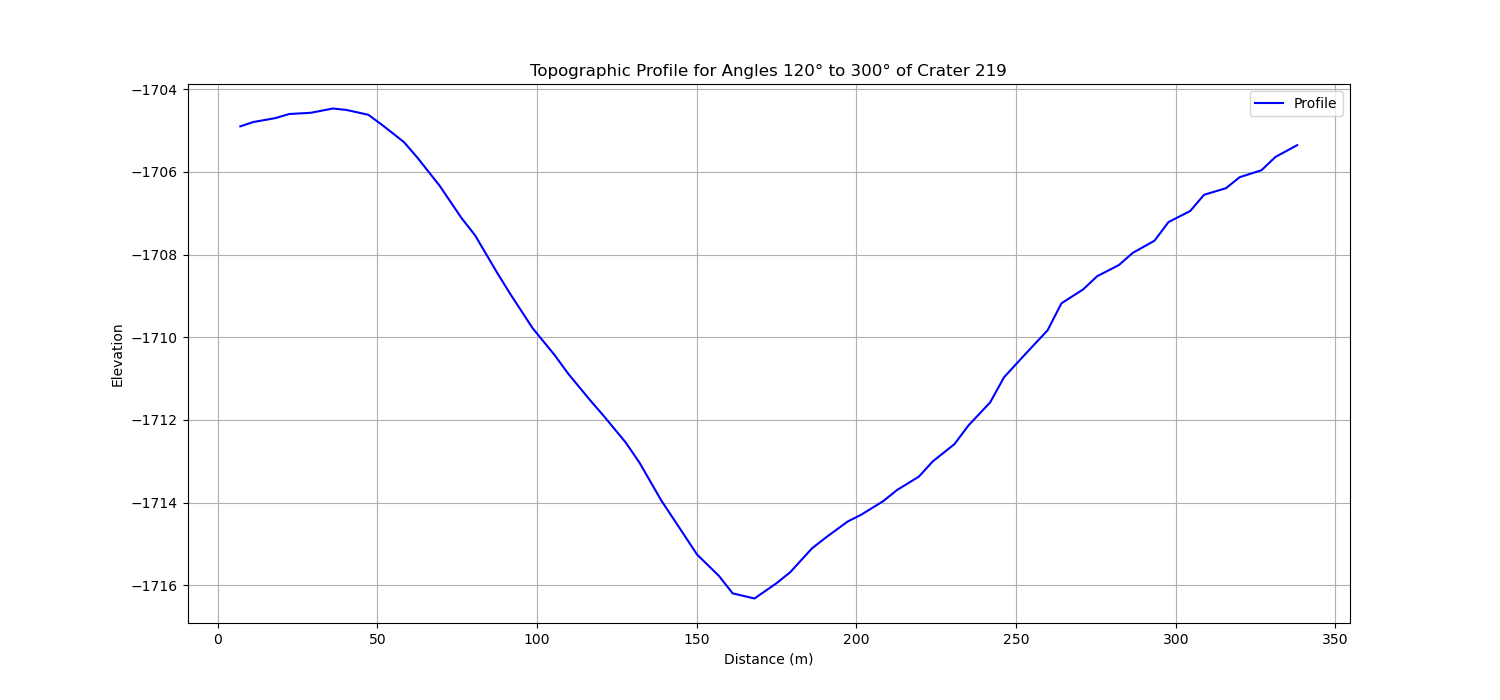 Topographic Profile for Angles 120° to 300° of Crater 219
Profile
Elevation
−1704
−1706
−1708
−1710
−1712
−1714
−1716
0 50 100 150 200 250 300 350
Distance (m)